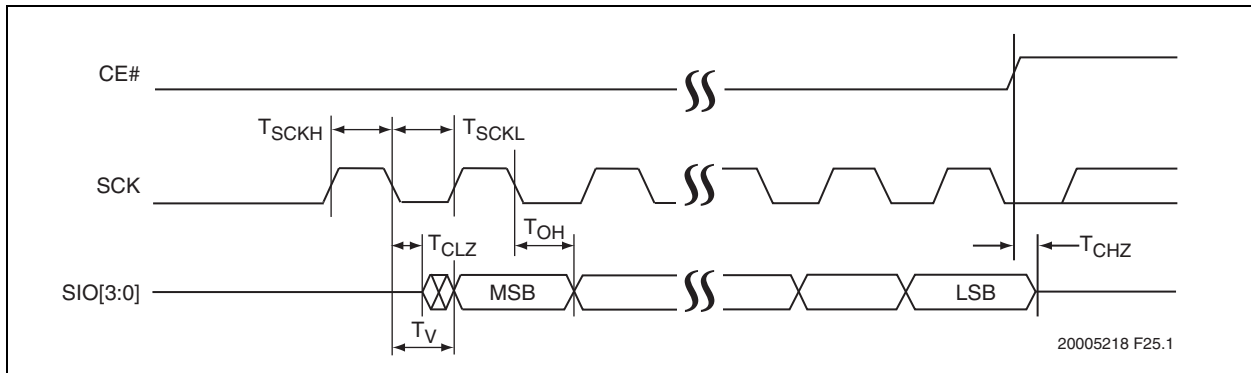 CE#
T_SCKH
T_SCKL
SCK
T_CLZ
T_OH
T_CHZ
SIO[3:0]
MSB
LSB
T_V
20005218 F25.1